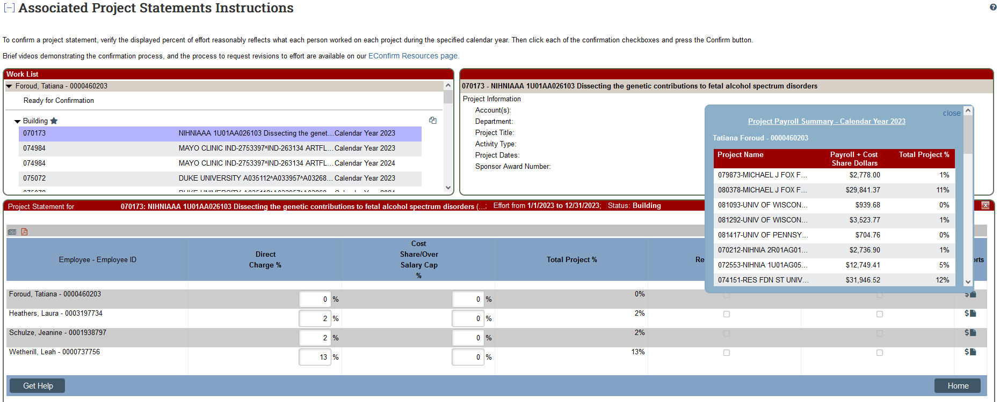 [-] Associated Project Statements Instructions
To confirm a project statement, verify the displayed percent of effort reasonably reflects what each person worked on each project during the specified calendar year. Then click each of the confirmation checkboxes and press the Confirm button.
Brief videos demonstrating the confirmation process, and the process to request revisions to effort are available on our EConfirm Resources page.
Work List
Foroud, Tatiana - 0000460203
Ready for Confirmation
Building
070173 NIHNIAAA 1U01AA026103 Dissecting the genet... Calendar Year 2023
074984 MAYO CLINIC IND-2753397^IND-263134 ARTFL... Calendar Year 2023
074984 MAYO CLINIC IND-2753397^IND-263134 ARTFL... Calendar Year 2024
075072 DUKE UNIVERSITY A035112^A033957^A03268... Calendar Year 2023
070173 - NIHNIAAA 1U01AA026103 Dissecting the genetic contributions to fetal alcohol spectrum disorders
Project Information
Account(s):
Department:
Project Title:
Activity Type:
Project Dates:
Sponsor Award Number:
close
Project Payroll Summary - Calendar Year 2023
Tatiana Foroud - 0000460203
Project Name Payroll + Cost Share Dollars Total Project %
079873-MICHAEL J FOX F... $2,778.00 1%
080378-MICHAEL J FOX F... $29,841.37 11%
081093-UNIV OF WISCON... $939.68 0%
081292-UNIV OF WISCON... $3,523.77 1%
081417-UNIV OF PENNSY... $704.76 0%
070212-NIHNIA 2R01AG01... $2,736.90 1%
072553-NIHNIA 1U01AG05... $12,749.41 5%
074151-RES FDN ST UNIV... $31,946.52 12%
Project Statement for 070173: NIHNIAAA 1U01AA026103 Dissecting the genetic contributions to fetal alcohol spectrum disorders (...; Effort from 1/1/2023 to 12/31/2023; Status: Building
Employee - Employee ID Direct Charge % Cost Share/Over Salary Cap % Total Project % Re orts
Foroud, Tatiana - 0000460203 0 % 0 % 0% $
Heathers, Laura - 0003197734 2 % 0 % 2% $
Schulze, Jeanine - 0001938797 2 % 0 % 2% $
Wetherill, Leah - 0000737756 13 % 0 % 13% $
Get Help Home